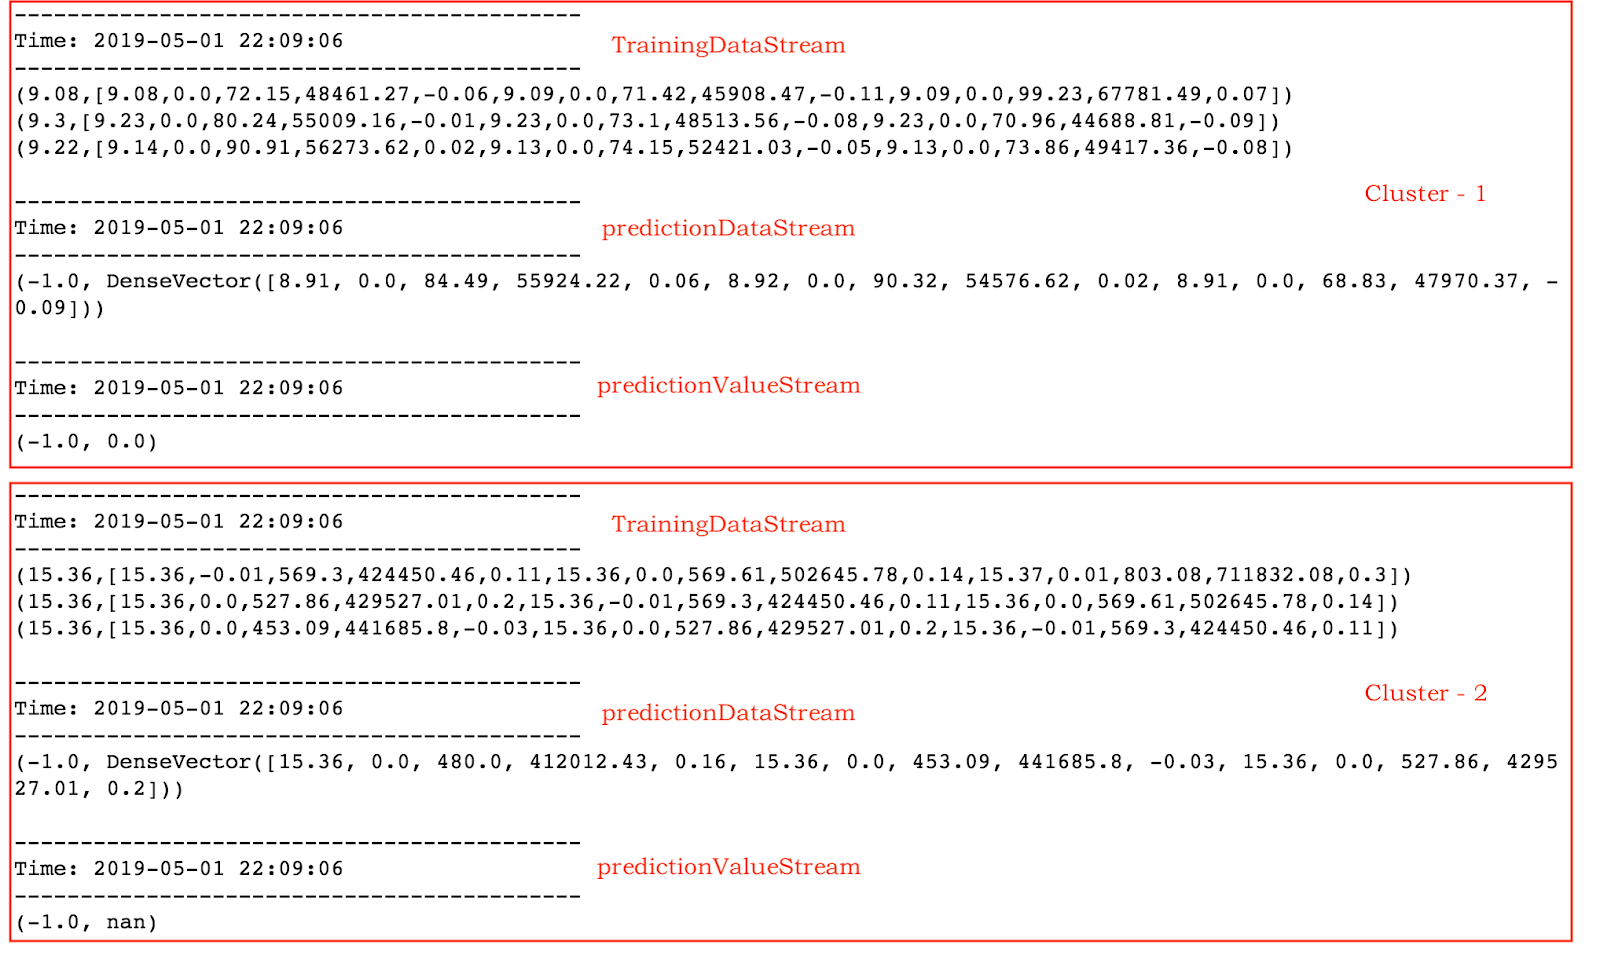 -------------------------------------------
Time: 2019-05-01 22:09:06
TrainingDataStream
-------------------------------------------
(9.08,[9.08,0.0,72.15,48461.27,-0.06,9.09,0.0,71.42,45908.47,-0.11,9.09,0.0,99.23,67781.49,0.07])
(9.3,[9.23,0.0,80.24,55009.16,-0.01,9.23,0.0,73.1,48513.56,-0.08,9.23,0.0,70.96,44688.81,-0.09])
(9.22,[9.14,0.0,90.91,56273.62,0.02,9.13,0.0,74.15,52421.03,-0.05,9.13,0.0,73.86,49417.36,-0.08])
Cluster - 1
-------------------------------------------
Time: 2019-05-01 22:09:06
predictionDataStream
-------------------------------------------
(-1.0, DenseVector([8.91, 0.0, 84.49, 55924.22, 0.06, 8.92, 0.0, 90.32, 54576.62, 0.02, 8.91, 0.0, 68.83, 47970.37, -
0.09]))
-------------------------------------------
Time: 2019-05-01 22:09:06
predictionValueStream
-------------------------------------------
(-1.0, 0.0)
-------------------------------------------
Time: 2019-05-01 22:09:06
TrainingDataStream
-------------------------------------------
(15.36,[15.36,-0.01,569.3,424450.46,0.11,15.36,0.0,569.61,502645.78,0.14,15.37,0.01,803.08,711832.08,0.3])
(15.36,[15.36,0.0,527.86,429527.01,0.2,15.36,-0.01,569.3,424450.46,0.11,15.36,0.0,569.61,502645.78,0.14])
(15.36,[15.36,0.0,453.09,441685.8,-0.03,15.36,0.0,527.86,429527.01,0.2,15.36,-0.01,569.3,424450.46,0.11])
-------------------------------------------
Cluster - 2
Time: 2019-05-01 22:09:06
predictionDataStream
-------------------------------------------
(-1.0, DenseVector([15.36, 0.0, 480.0, 412012.43, 0.16, 15.36, 0.0, 453.09, 441685.8, -0.03, 15.36, 0.0, 527.86, 4295
27.01, 0.2]))
-------------------------------------------
Time: 2019-05-01 22:09:06
predictionValueStream
-------------------------------------------
(-1.0, nan)